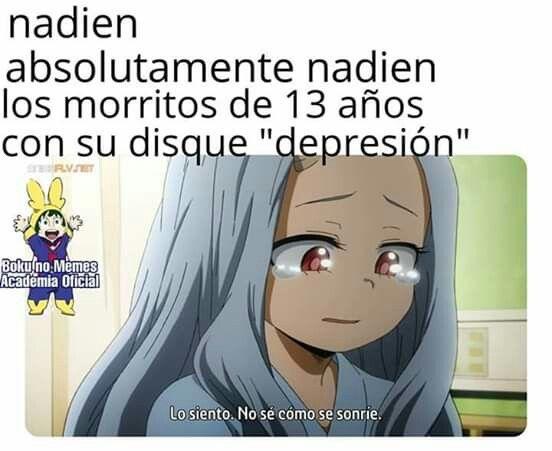 nadien
absolutamente nadien
los morritos de 13 años
con su disque "depresión"
Boku no Memes
Academia Oficial
Lo siento. No sé cómo se sonríe.